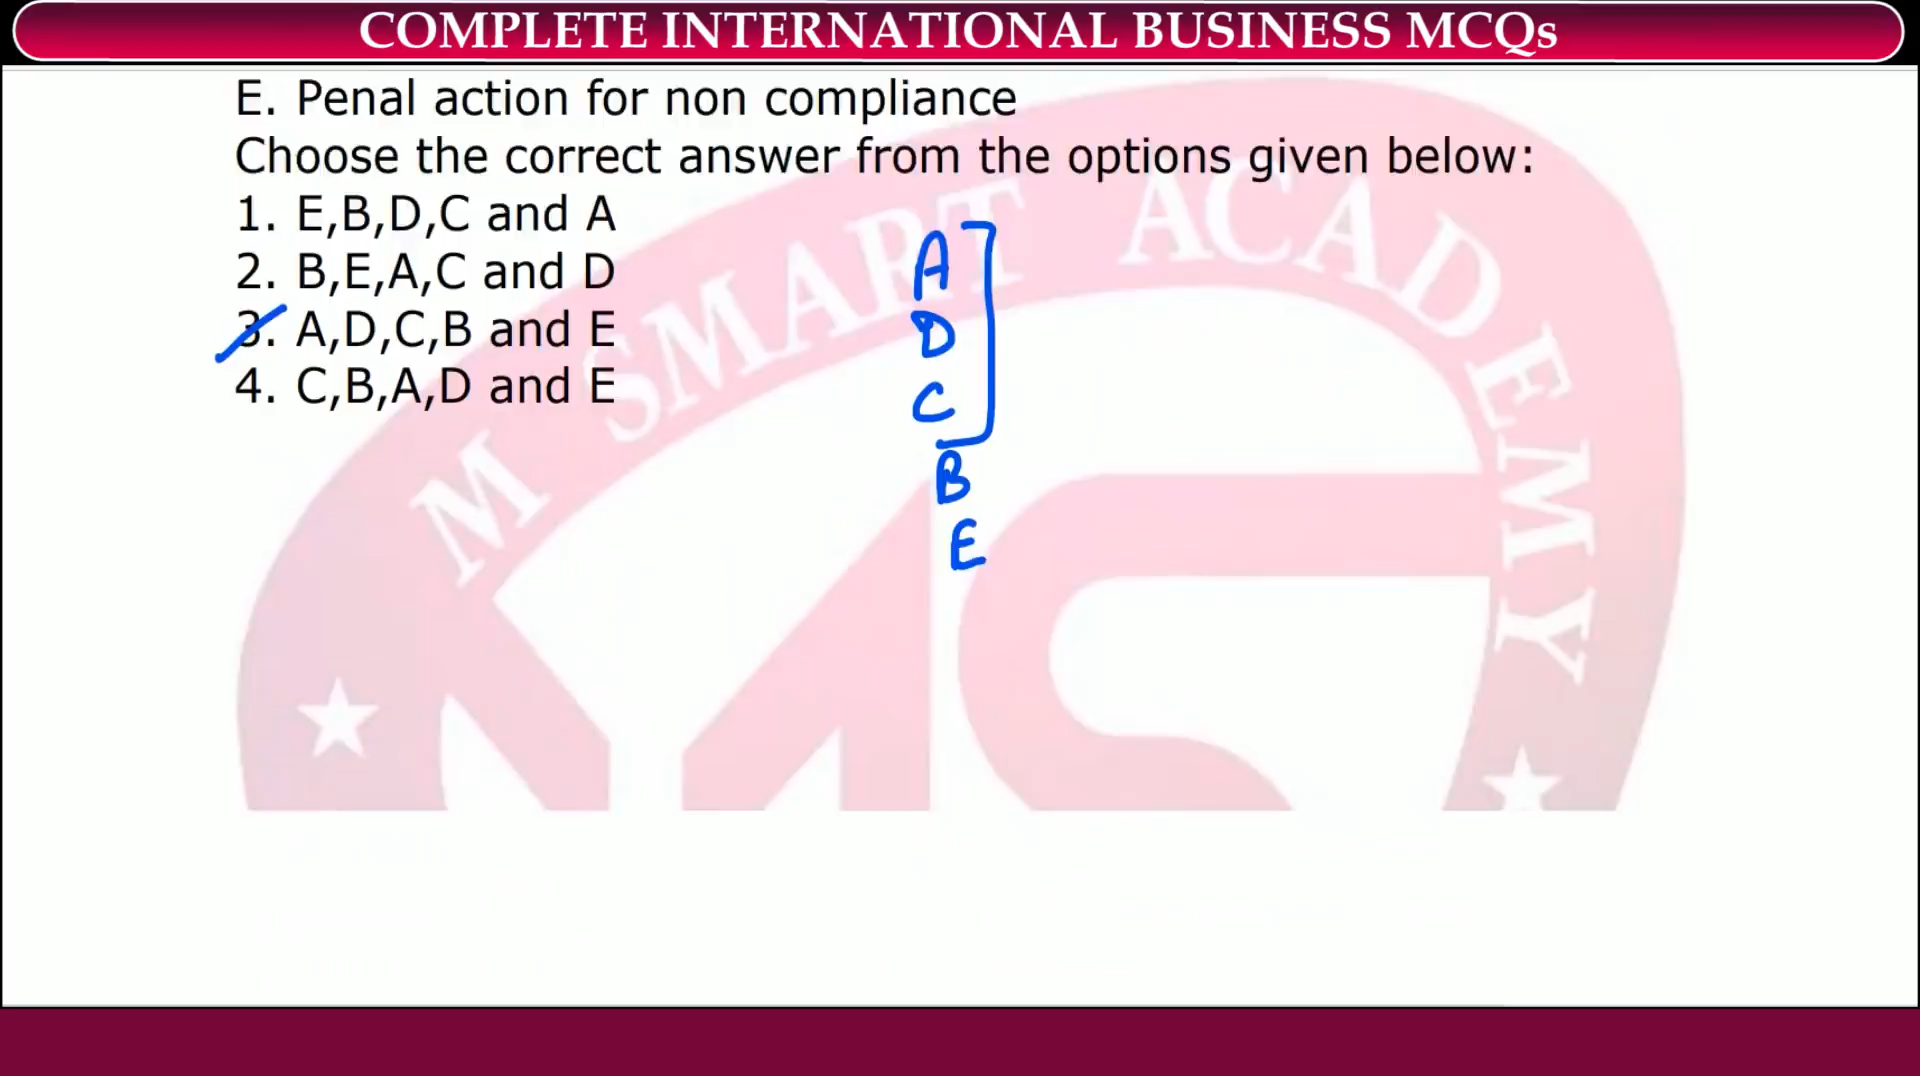 COMPLETE INTERNATIONAL BUSINESS MCQs
E. Penal action for non compliance
Choose the correct answer from the options given below:
1. E,B,D,C and A
2. B,E,A,C and D
3. A,D,C,B and E
4. C,B,A,D and E
A
D
C
B
E
M SMART ACADEMY